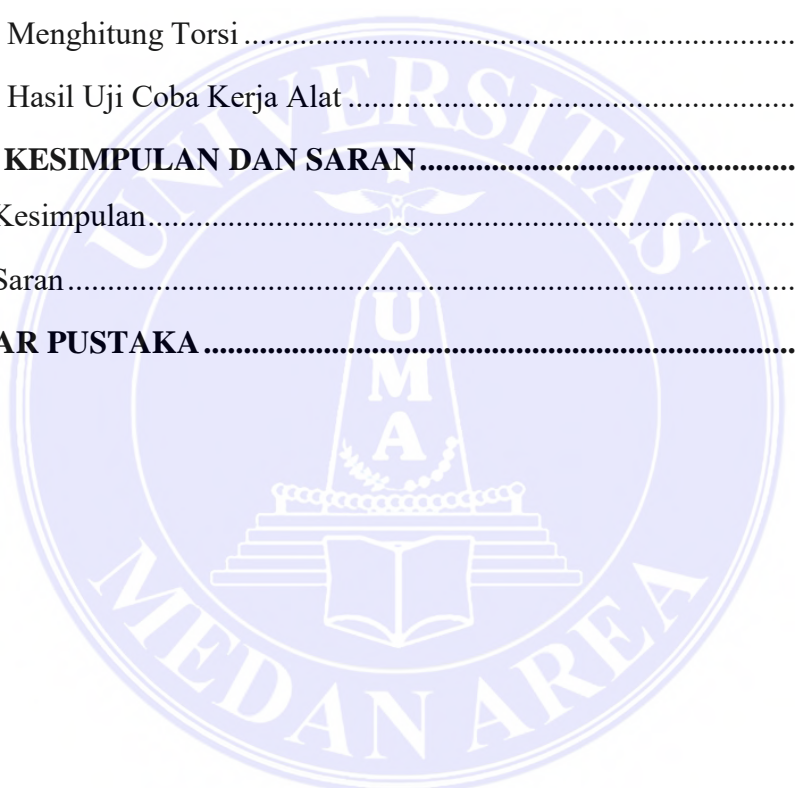 Menghitung Torsi ....................................................................
Hasil Uji Coba Kerja Alat .......................................................
KESIMPULAN DAN SARAN ..............................................
Kesimpulan ................................................................................
Saran ..........................................................................................
AR PUSTAKA .........................................................................
UNIVERSITAS
UMA
MEDAN AREA